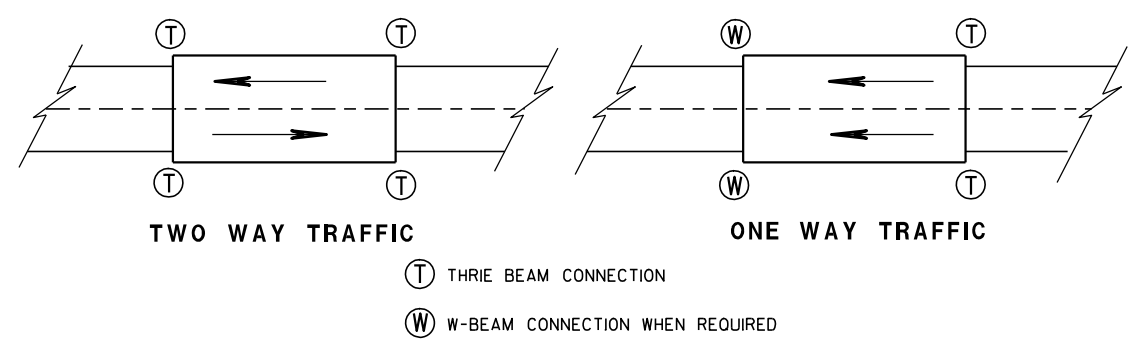 T T W T
T T W T
TWO WAY TRAFFIC
ONE WAY TRAFFIC
T THRIE BEAM CONNECTION
W W-BEAM CONNECTION WHEN REQUIRED